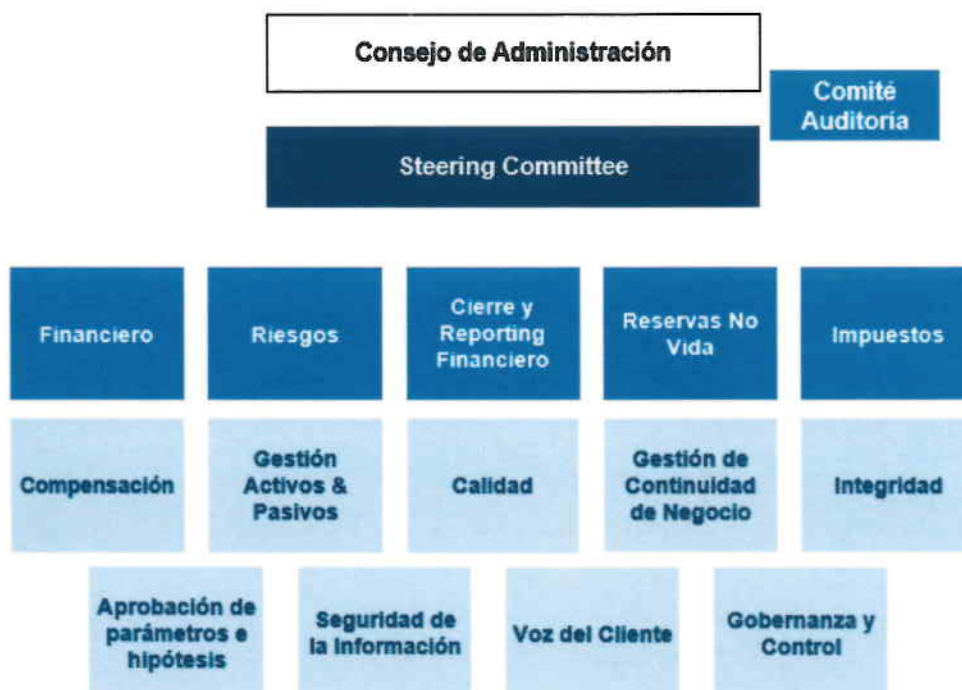 Consejo de Administración
Comité
Auditoría
Steering Committee
Financiero
Riesgos
Cierre y
Reporting
Financiero
Reservas No
Vida
Impuestos
Compensación
Gestión
Activos &
Pasivos
Calidad
Gestión de
Continuidad
de Negocio
Integridad
Aprobación de
parámetros e
hipótesis
Seguridad de
la Información
Voz del Cliente
Gobernanza y
Control